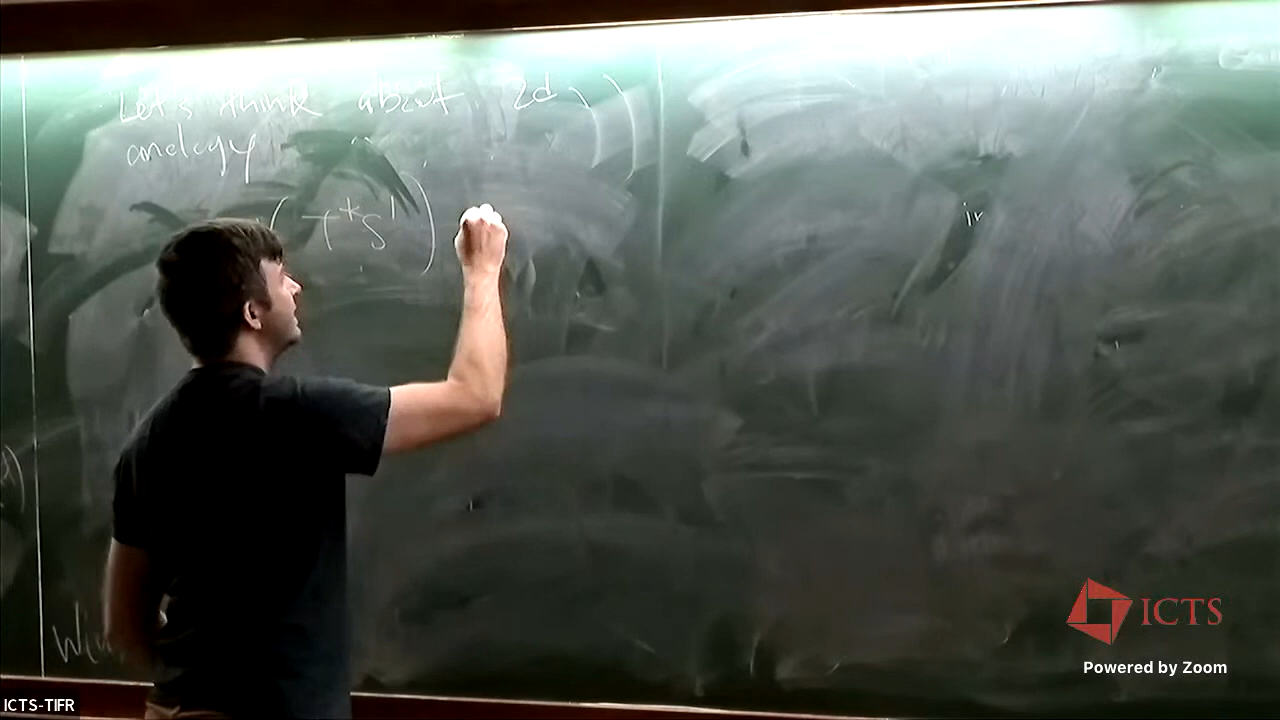 Let's think about 2d
analogy
( T*S¹ )
ICTS
Powered by Zoom
ICTS-TIFR